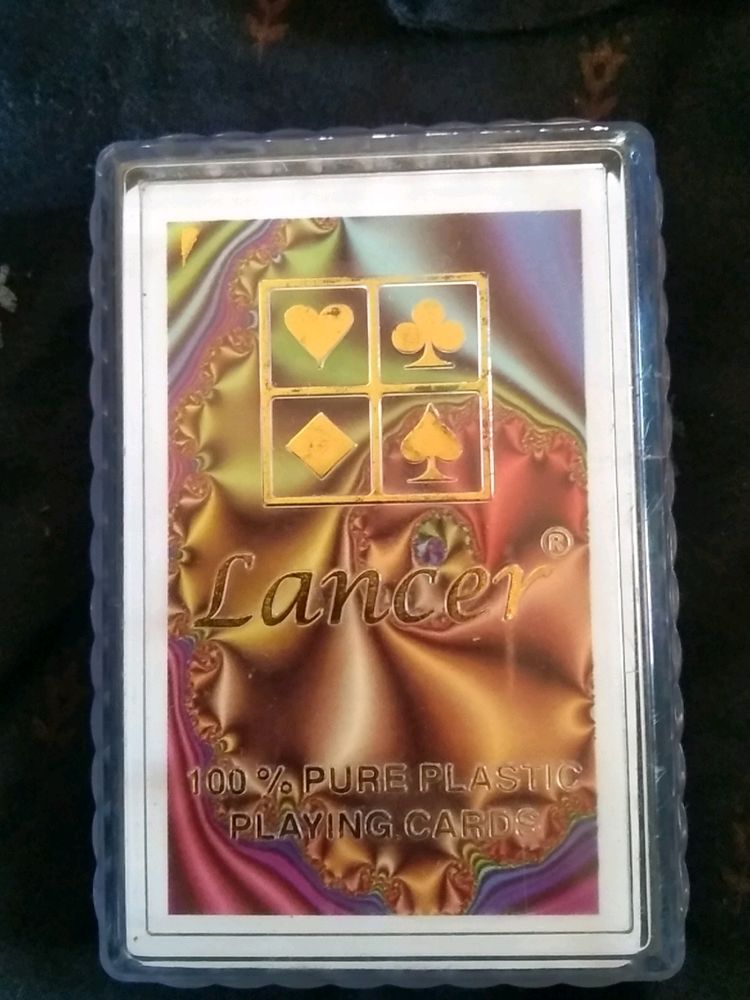 Lancer®
100 % PURE PLASTIC
PLAYING CARDS